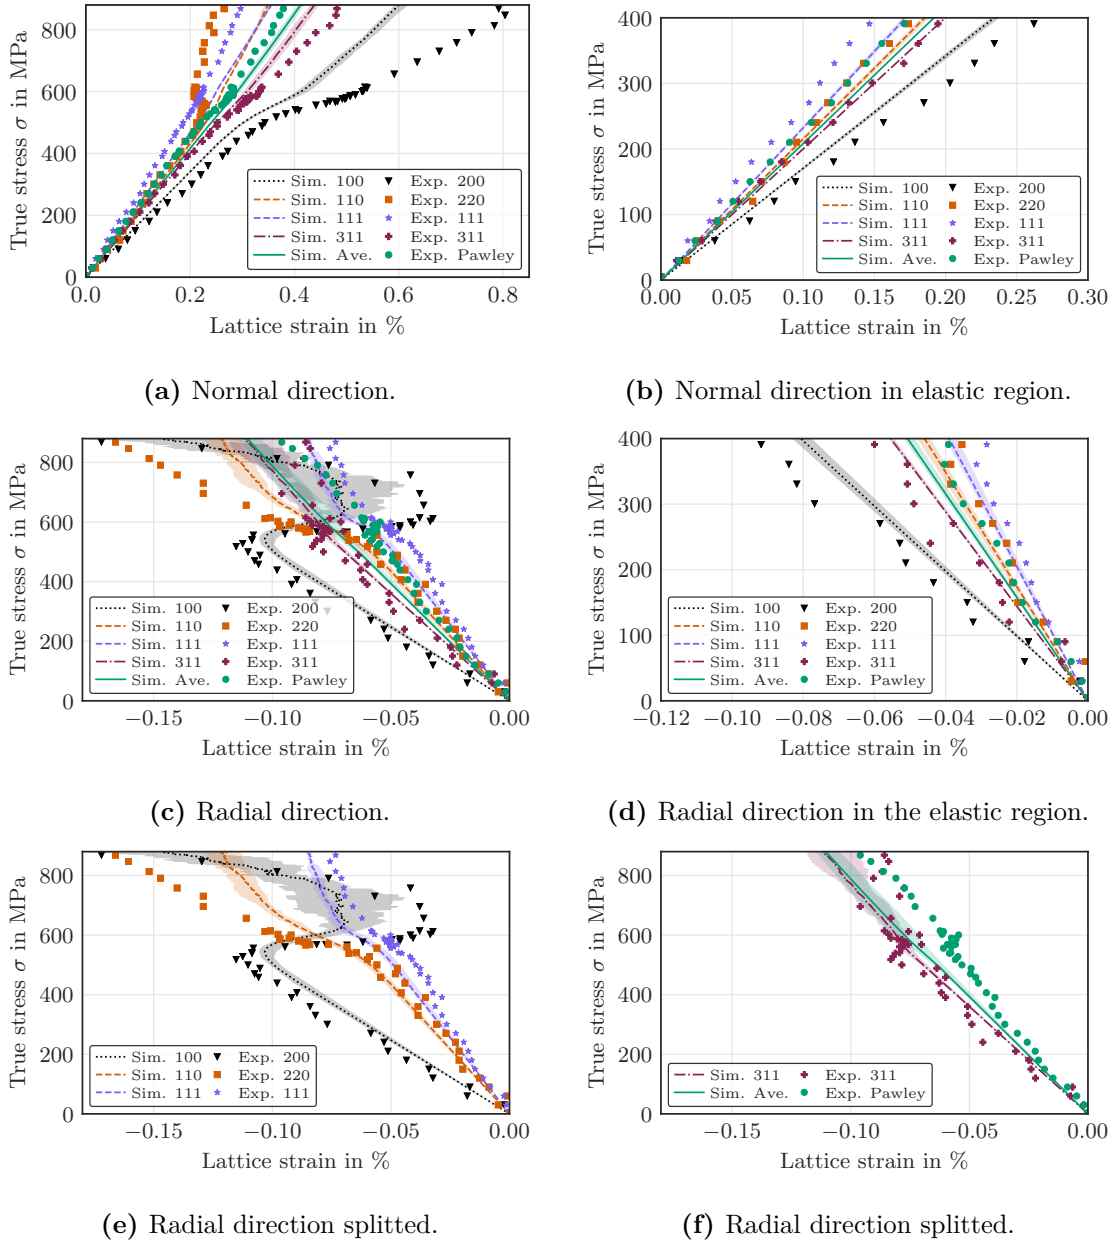 True stress σ in MPa
800
600
400
200
0
0.0 0.2 0.4 0.6 0.8
Lattice strain in %
Sim. 100 Exp. 200
Sim. 110 Exp. 220
Sim. 111 Exp. 111
Sim. 311 Exp. 311
Sim. Ave. Exp. Pawley
(a) Normal direction.
True stress σ in MPa
400
300
200
100
0
0.00 0.05 0.10 0.15 0.20 0.25 0.30
Lattice strain in %
Sim. 100 Exp. 200
Sim. 110 Exp. 220
Sim. 111 Exp. 111
Sim. 311 Exp. 311
Sim. Ave. Exp. Pawley
(b) Normal direction in elastic region.
True stress σ in MPa
800
600
400
200
0
−0.15 −0.10 −0.05 0.00
Lattice strain in %
Sim. 100 Exp. 200
Sim. 110 Exp. 220
Sim. 111 Exp. 111
Sim. 311 Exp. 311
Sim. Ave. Exp. Pawley
(c) Radial direction.
True stress σ in MPa
400
300
200
100
0
−0.12 −0.10 −0.08 −0.06 −0.04 −0.02 0.00
Lattice strain in %
Sim. 100 Exp. 200
Sim. 110 Exp. 220
Sim. 111 Exp. 111
Sim. 311 Exp. 311
Sim. Ave. Exp. Pawley
(d) Radial direction in the elastic region.
True stress σ in MPa
800
600
400
200
0
−0.15 −0.10 −0.05 0.00
Lattice strain in %
Sim. 100 Exp. 200
Sim. 110 Exp. 220
Sim. 111 Exp. 111
(e) Radial direction splitted.
True stress σ in MPa
800
600
400
200
0
−0.15 −0.10 −0.05 0.00
Lattice strain in %
Sim. 311 Exp. 311
Sim. Ave. Exp. Pawley
(f) Radial direction splitted.